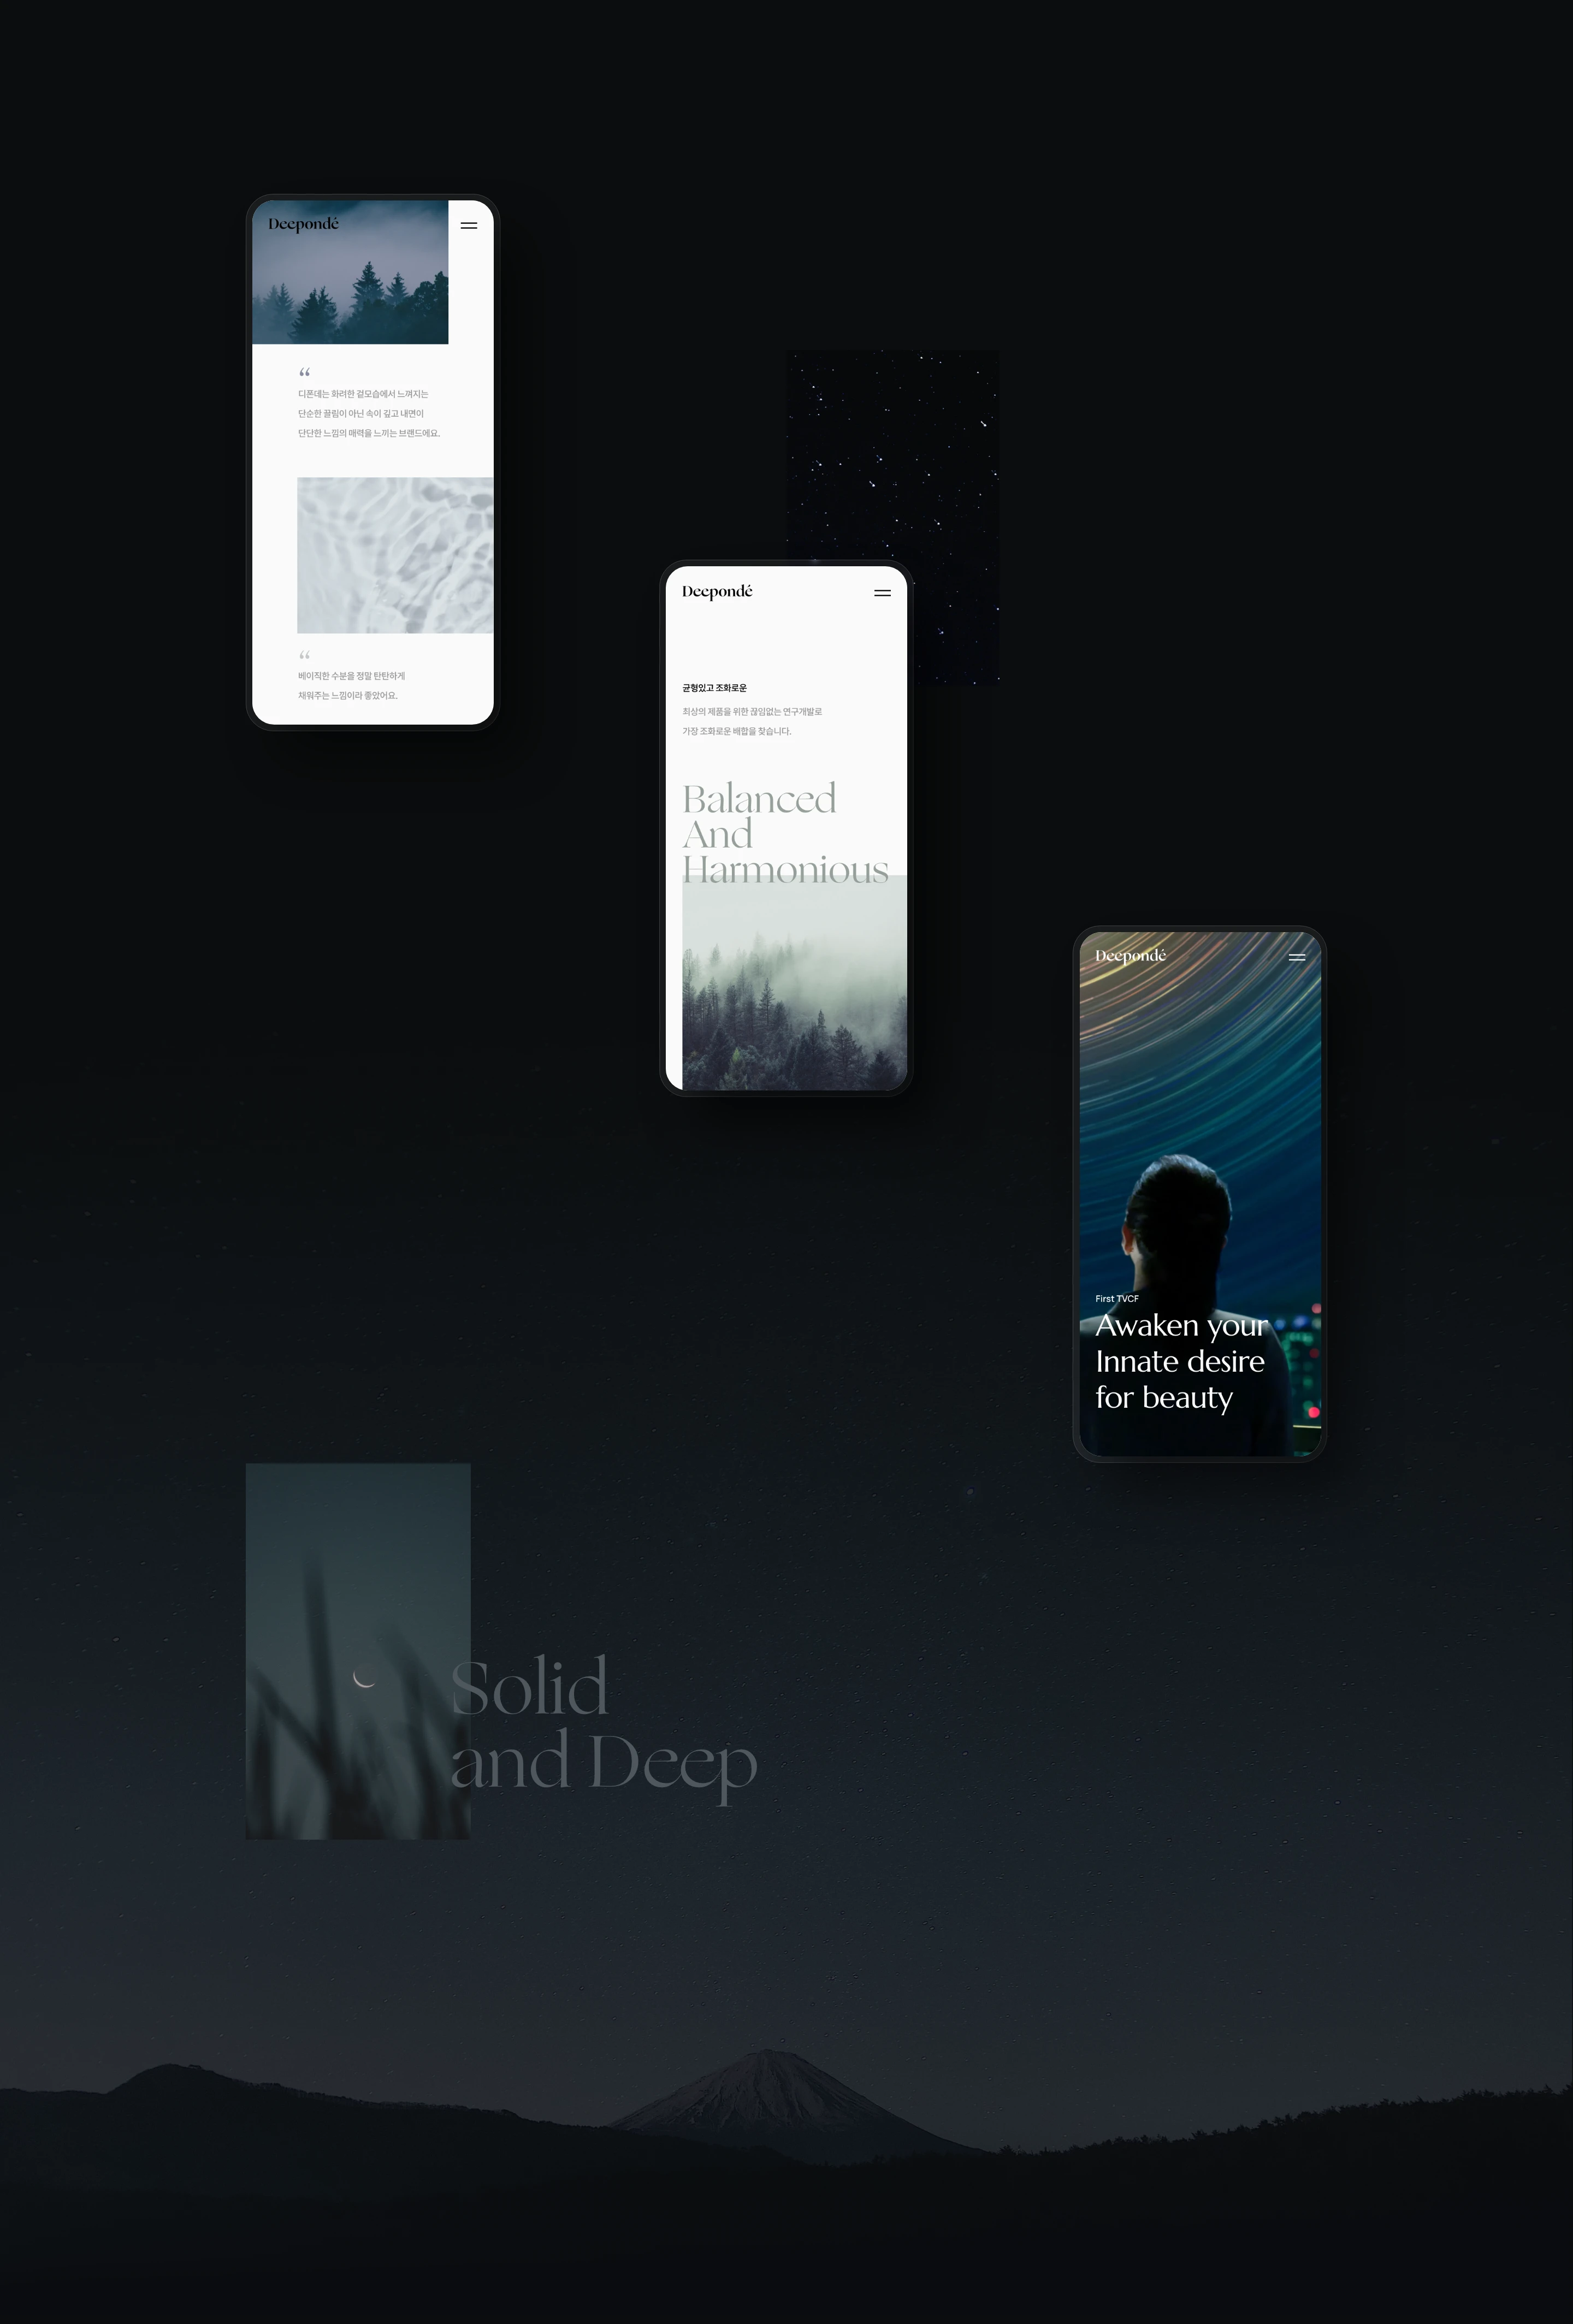 Deepondé
“
디폰데는 화려한 겉모습에서 느껴지는
단순한 끌림이 아닌 속이 깊고 내면이
단단한 느낌의 매력을 느끼는 브랜드에요.
“
베이직한 수분을 정말 탄탄하게
채워주는 느낌이라 좋았어요.
Deepondé
균형있고 조화로운
최상의 제품을 위한 끊임없는 연구개발로
가장 조화로운 배합을 찾습니다.
Balanced
And
Harmonious
Deepondé
First TVCF
Awaken your
Innate desire
for beauty
Solid
and Deep